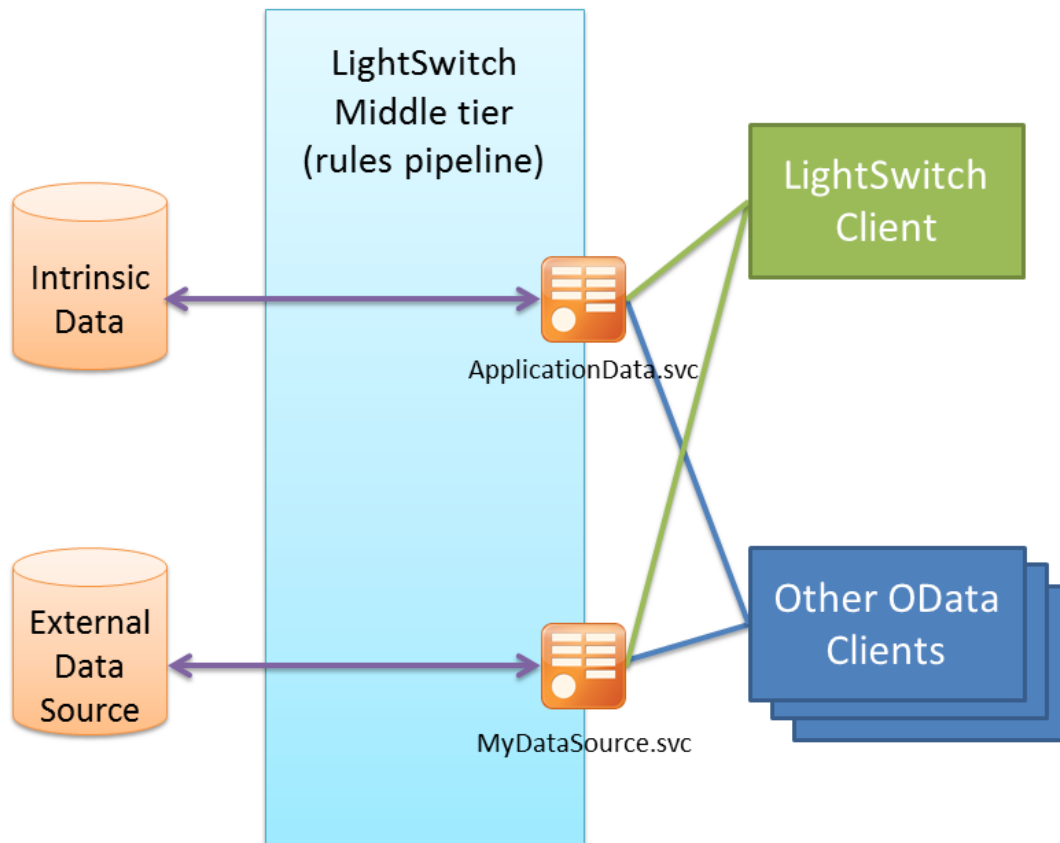 LightSwitch
Middle tier
(rules pipeline)
LightSwitch
Client
Intrinsic
Data
ApplicationData.svc
External
Data
Source
Other OData
Clients
MyDataSource.svc